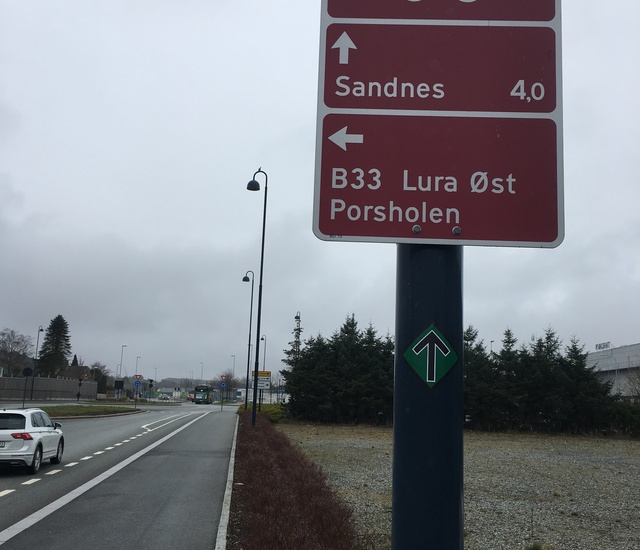 Sandnes 4,0
B33 Lura Øst
Porsholen